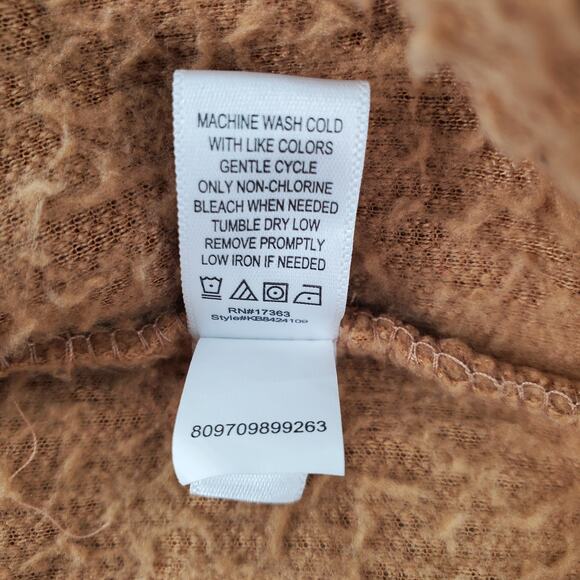 MACHINE WASH COLD
WITH LIKE COLORS
GENTLE CYCLE
ONLY NON-CHLORINE
BLEACH WHEN NEEDED
TUMBLE DRY LOW
REMOVE PROMPTLY
LOW IRON IF NEEDED
RN#17363
Style#KB8424109
809709899263